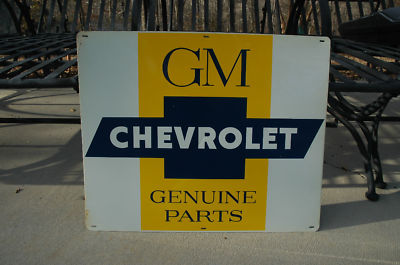 GM
CHEVROLET
GENUINE
PARTS